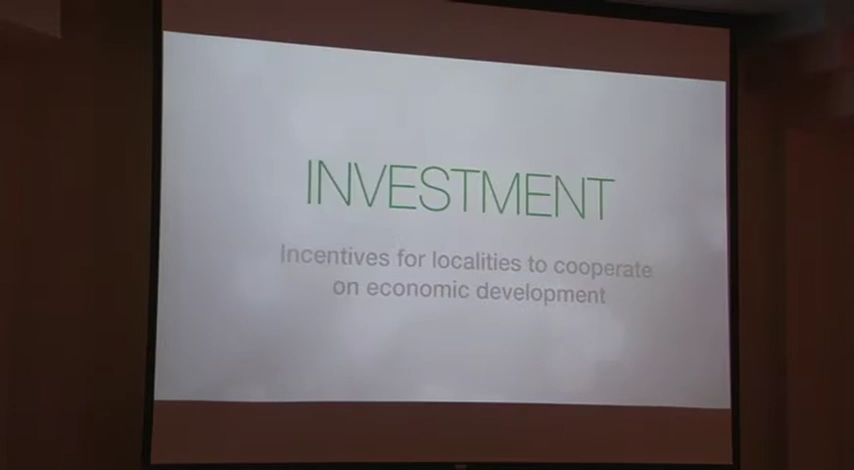 INVESTMENT
Incentives for localities to cooperate
on economic development